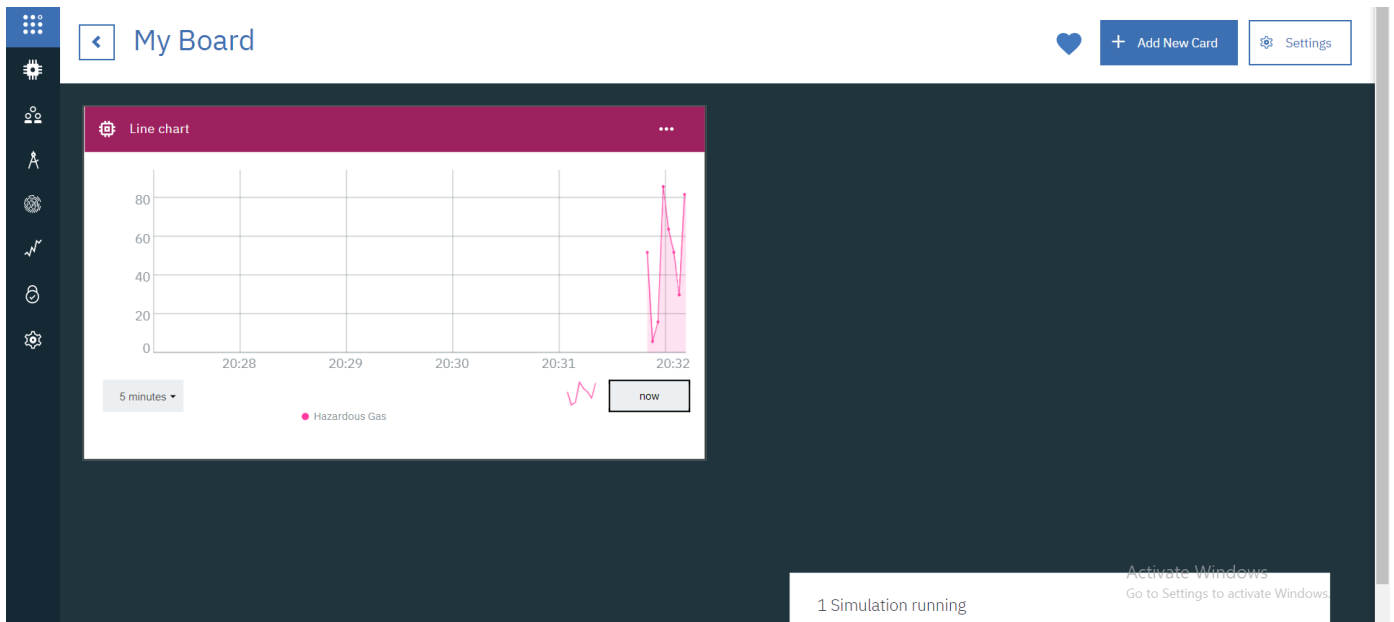 My Board
+ Add New Card
Settings
Line chart
80
60
40
20
0
20:28 20:29 20:30 20:31 20:32
5 minutes
now
Hazardous Gas
1 Simulation running
Activate Windows
Go to Settings to activate Windows.